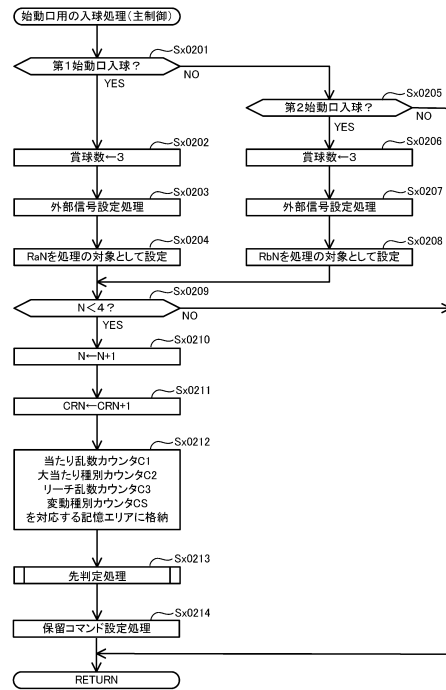 始動口用の入球処理(主制御)
Sx0201
第1始動口入球?
NO
YES
Sx0205
第2始動口入球?
NO
YES
Sx0202
賞球数←3
Sx0206
賞球数←3
Sx0203
外部信号設定処理
Sx0207
外部信号設定処理
Sx0204
RaNを処理の対象として設定
Sx0208
RbNを処理の対象として設定
Sx0209
N<4?
NO
YES
Sx0210
N←N+1
Sx0211
CRN←CRN+1
Sx0212
当たり乱数カウンタC1
大当たり種別カウンタC2
リーチ乱数カウンタC3
変動種別カウンタCS
を対応する記憶エリアに格納
Sx0213
先判定処理
Sx0214
保留コマンド設定処理
RETURN